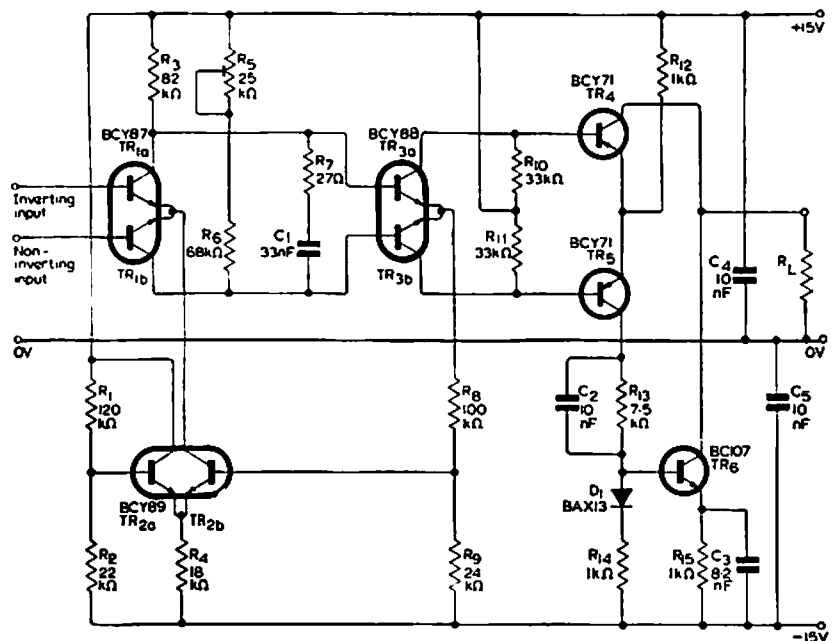 +15V
R3
82
kΩ
R5
25
kΩ
R12
1kΩ
BCY71
TR4
BCY87
TR1a
BCY88
TR3a
R7
27Ω
R10
33kΩ
Inverting
input
Non-
inverting
input
R6
68kΩ
C1
33nF
R11
33kΩ
BCY71
TR5
C4
10
nF
RL
TR1b
TR3b
0V
0V
R1
120
kΩ
R8
100
kΩ
C2
10
nF
R13
7.5
kΩ
C5
10
nF
BC107
TR6
BCY89
TR2a
TR2b
D1
BAX13
R2
22
kΩ
R4
18
kΩ
R9
24
kΩ
R14
1kΩ
R15
1kΩ
C3
82
nF
-15V